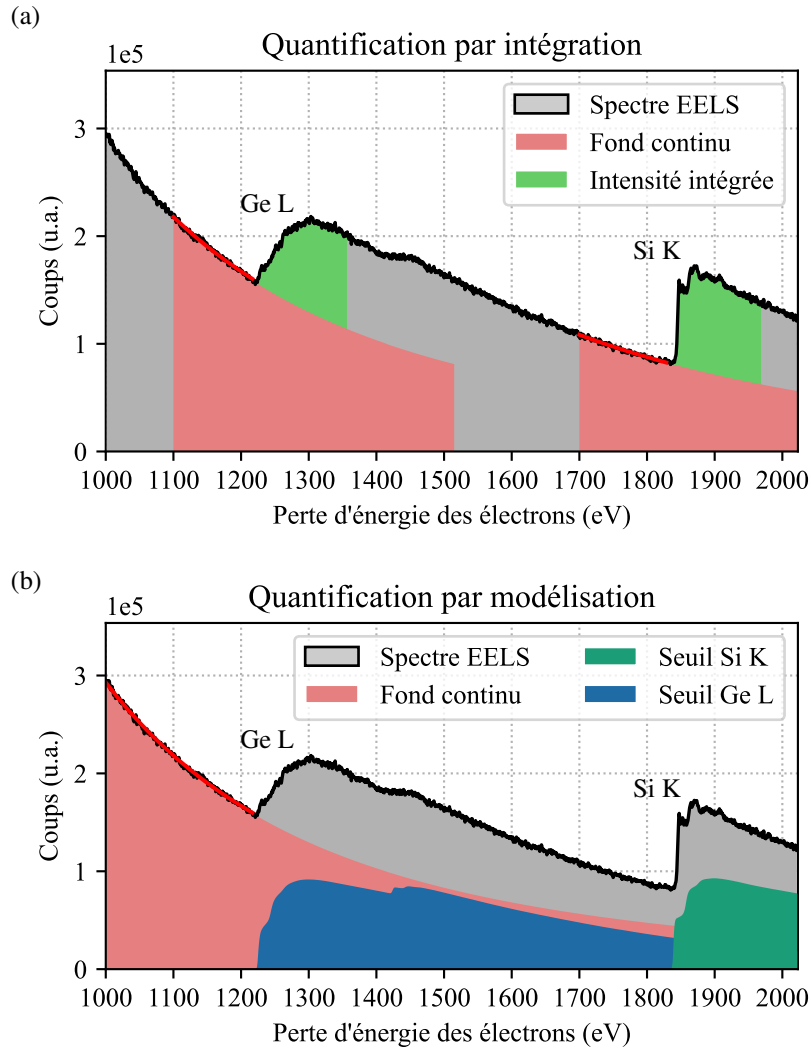 (a)
Quantification par intégration
1e5
Spectre EELS
Fond continu
Intensité intégrée
Ge L
Si K
Coups (u.a.)
3
2
1
0
1000 1100 1200 1300 1400 1500 1600 1700 1800 1900 2000
Perte d'énergie des électrons (eV)
(b)
Quantification par modélisation
1e5
Spectre EELS
Fond continu
Seuil Si K
Seuil Ge L
Ge L
Si K
Coups (u.a.)
3
2
1
0
1000 1100 1200 1300 1400 1500 1600 1700 1800 1900 2000
Perte d'énergie des électrons (eV)